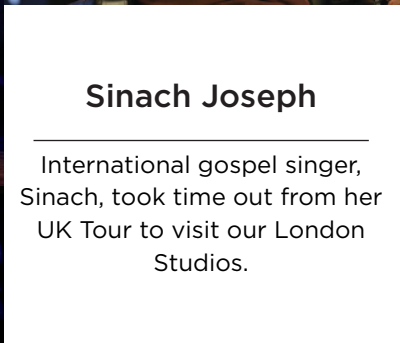 Sinach Joseph
International gospel singer,
Sinach, took time out from her
UK Tour to visit our London
Studios.